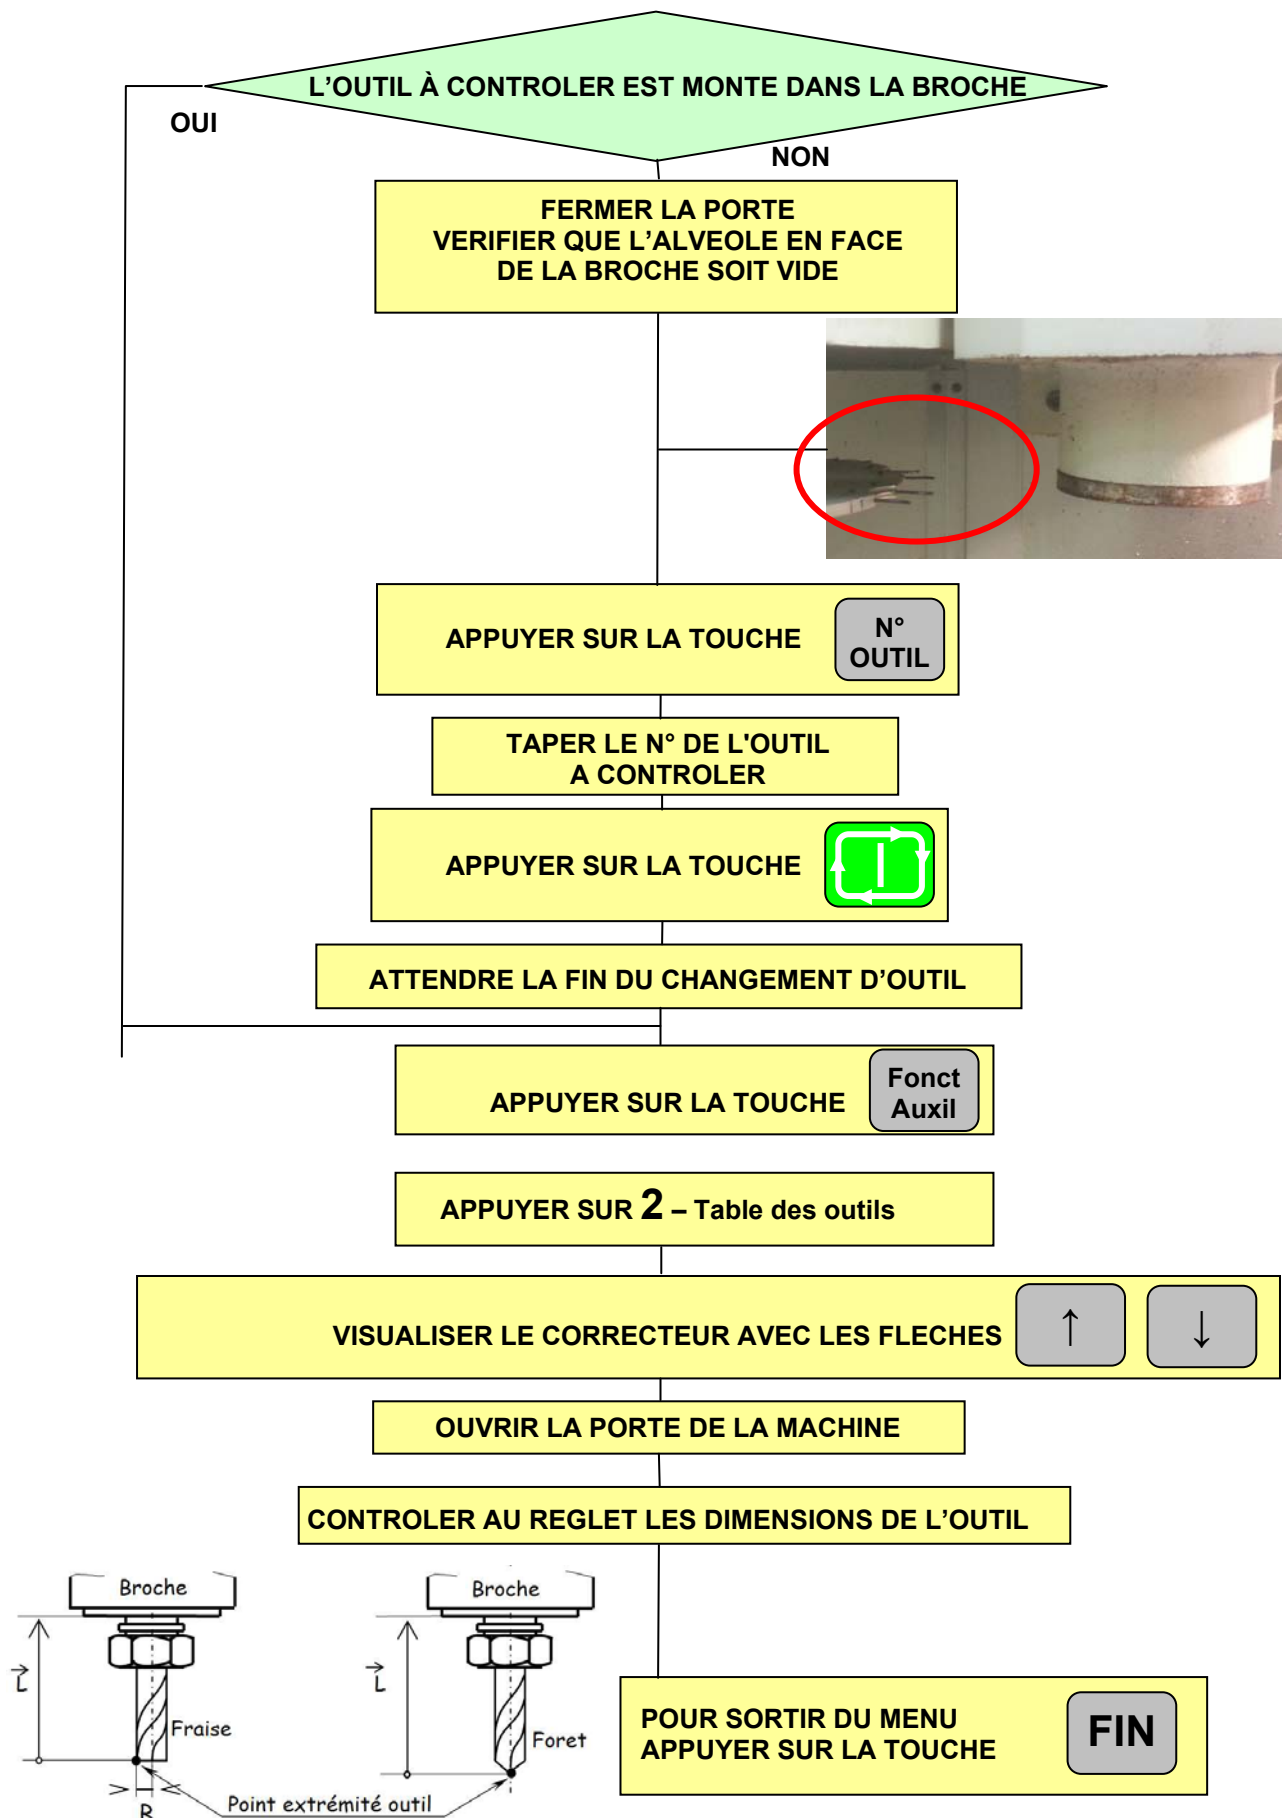 L'OUTIL À CONTROLER EST MONTE DANS LA BROCHE
OUI
NON
FERMER LA PORTE
VERIFIER QUE L'ALVEOLE EN FACE
DE LA BROCHE SOIT VIDE
APPUYER SUR LA TOUCHE
N°
OUTIL
TAPER LE N° DE L'OUTIL
A CONTROLER
APPUYER SUR LA TOUCHE
ATTENDRE LA FIN DU CHANGEMENT D'OUTIL
APPUYER SUR LA TOUCHE
Fonct
Auxil
APPUYER SUR 2 – Table des outils
VISUALISER LE CORRECTEUR AVEC LES FLECHES ↑ ↓
OUVRIR LA PORTE DE LA MACHINE
CONTROLER AU REGLET LES DIMENSIONS DE L'OUTIL
Broche
L
Fraise
R
Broche
L
Foret
Point extrémité outil
POUR SORTIR DU MENU
APPUYER SUR LA TOUCHE
FIN